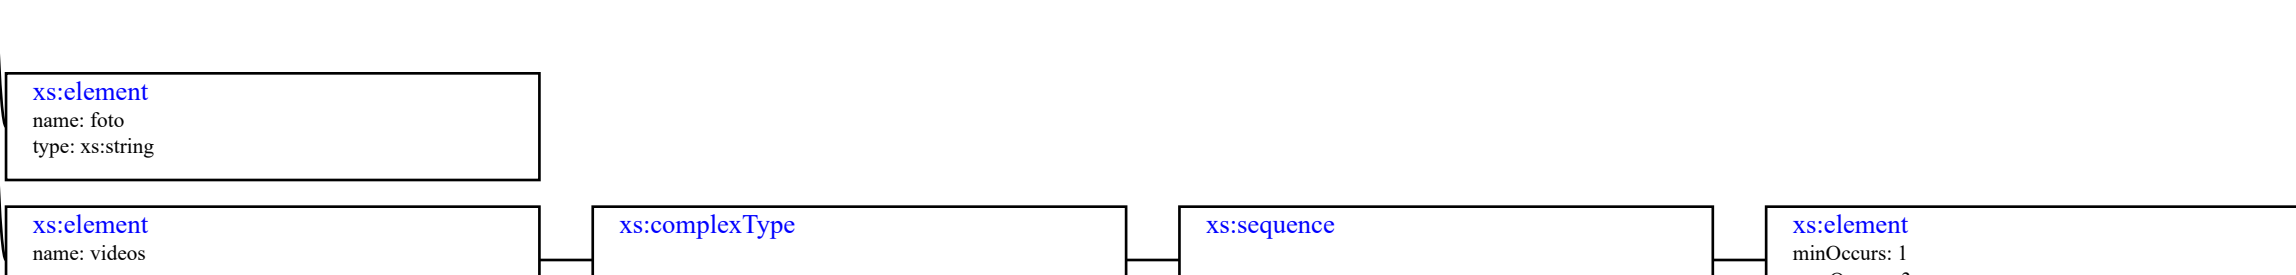 xs:element
name: foto
type: xs:string
xs:element
name: videos
xs:complexType
xs:sequence
xs:element
minOccurs: 1